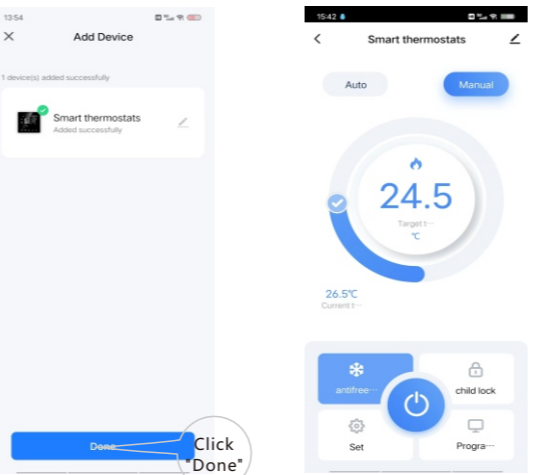 13:54
Add Device
1 device(s) added successfully
Smart thermostats
Added successfully
Done
Click
"Done"
15:42
Smart thermostats
Auto
Manual
24.5
Target t···
℃
26.5℃
Current t···
antifree···
child lock
Set
Progra···